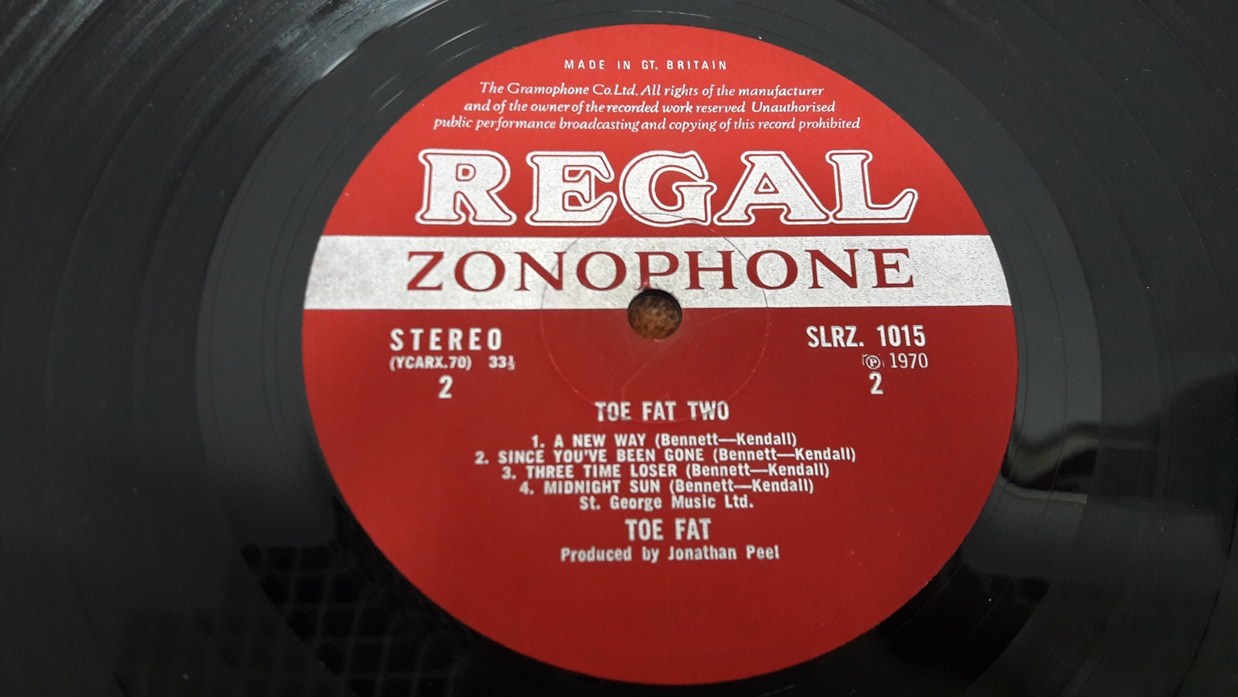 MADE IN GT. BRITAIN
The Gramophone Co. Ltd. All rights of the manufacturer
and of the owner of the recorded work reserved Unauthorised
public performance broadcasting and copying of this record prohibited
REGAL
ZONOPHONE
STEREO SLRZ. 1015
(YCARX.70) 33⅓ ℗ 1970
2 2
TOE FAT TWO
1. A NEW WAY (Bennett—Kendall)
2. SINCE YOU'VE BEEN GONE (Bennett—Kendall)
3. THREE TIME LOSER (Bennett—Kendall)
4. MIDNIGHT SUN (Bennett—Kendall)
St. George Music Ltd.
TOE FAT
Produced by Jonathan Peel